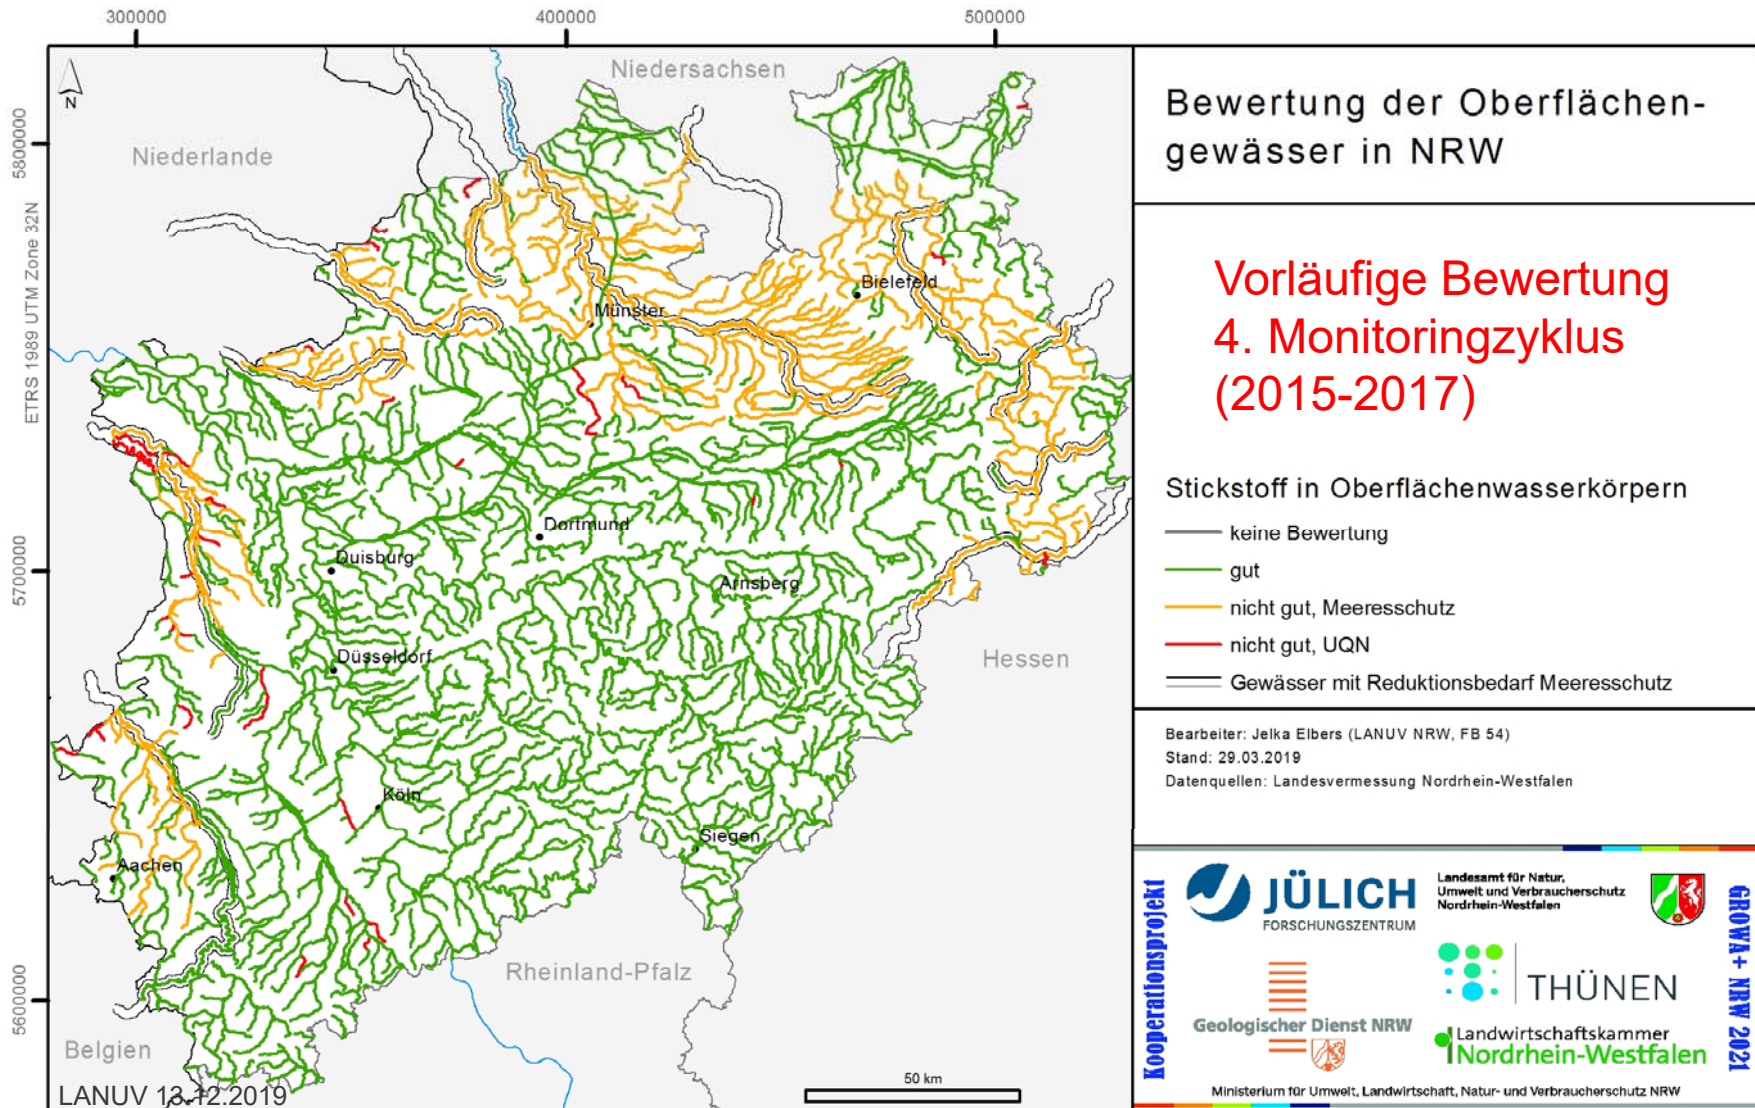 300000
400000
500000
5800000
5700000
5600000
ETRS 1989 UTM Zone 32N
N
Niedersachsen
Niederlande
Bielefeld
Münster
Dortmund
Duisburg
Arnsberg
Düsseldorf
Hessen
Köln
Siegen
Aachen
Rheinland-Pfalz
Belgien
50 km
LANUV 13.12.2019
Bewertung der Oberflächen-
gewässer in NRW
Vorläufige Bewertung
4. Monitoringzyklus
(2015-2017)
Stickstoff in Oberflächenwasserkörpern
keine Bewertung
gut
nicht gut, Meeresschutz
nicht gut, UQN
Gewässer mit Reduktionsbedarf Meeresschutz
Bearbeiter: Jelka Elbers (LANUV NRW, FB 54)
Stand: 29.03.2019
Datenquellen: Landesvermessung Nordrhein-Westfalen
Kooperationsprojekt
JÜLICH
FORSCHUNGSZENTRUM
Landesamt für Natur,
Umwelt und Verbraucherschutz
Nordrhein-Westfalen
THÜNEN
Geologischer Dienst NRW
Landwirtschaftskammer
Nordrhein-Westfalen
GROWA+ NRW 2021
Ministerium für Umwelt, Landwirtschaft, Natur- und Verbraucherschutz NRW